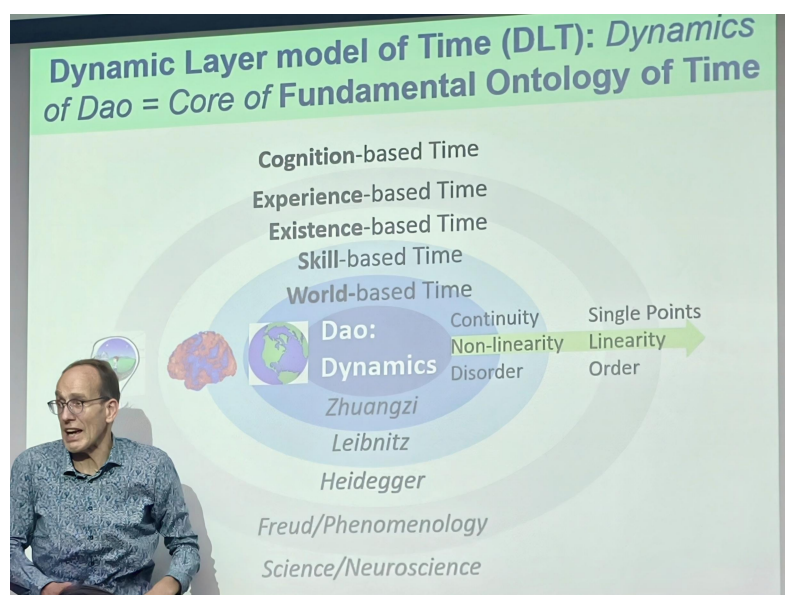 Dynamic Layer model of Time (DLT): Dynamics
of Dao = Core of Fundamental Ontology of Time
Cognition-based Time
Experience-based Time
Existence-based Time
Skill-based Time
World-based Time
Dao:
Dynamics
Continuity
Non-linearity
Disorder
Single Points
Linearity
Order
Zhuangzi
Leibnitz
Heidegger
Freud/Phenomenology
Science/Neuroscience